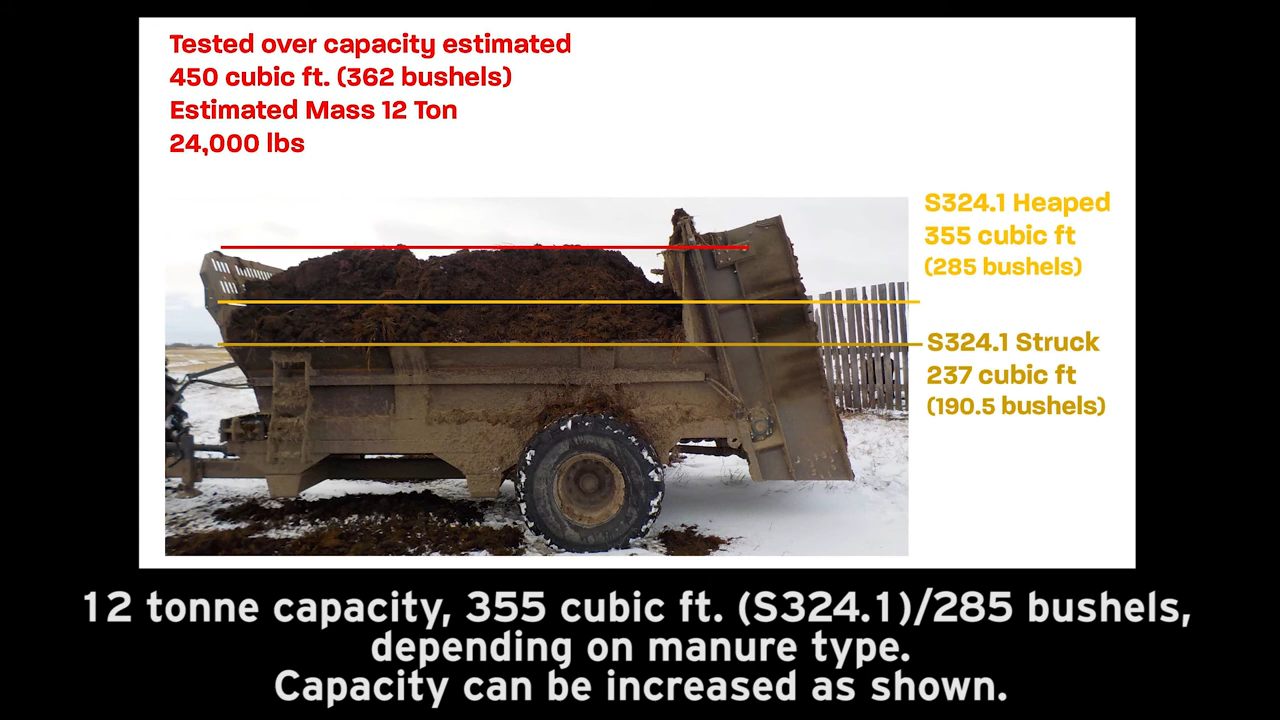 Tested over capacity estimated
450 cubic ft. (362 bushels)
Estimated Mass 12 Ton
24,000 lbs
S324.1 Heaped
355 cubic ft
(285 bushels)
S324.1 Struck
237 cubic ft
(190.5 bushels)
12 tonne capacity, 355 cubic ft. (S324.1)/285 bushels,
depending on manure type.
Capacity can be increased as shown.